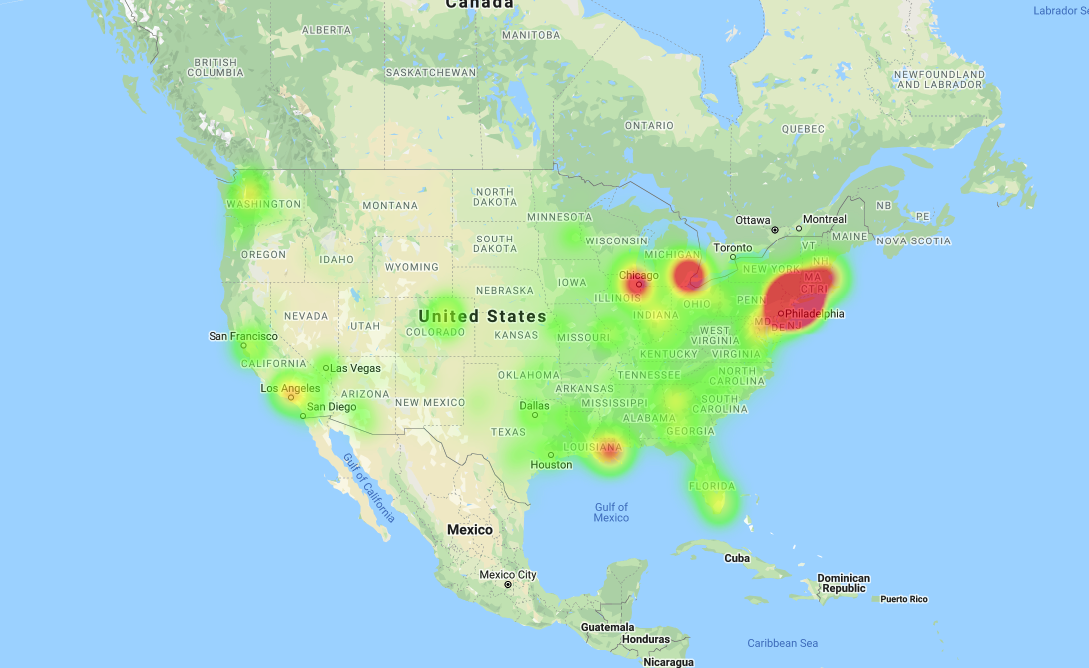 Canada
Labrador Se
ALBERTA
MANITOBA
BRITISH
COLUMBIA
SASKATCHEWAN
NEWFOUNDLAND
AND LABRADOR
ONTARIO
QUEBEC
WASHINGTON
MONTANA
NORTH
DAKOTA
MINNESOTA
Ottawa
Montreal
NB
PE
MAINE
NOVA SCOTIA
OREGON
IDAHO
SOUTH
DAKOTA
WISCONSIN
Toronto
VT
NH
WYOMING
MICHIGAN
NEW YORK
MA
CT RI
Chicago
IOWA
ILLINOIS
NEBRASKA
INDIANA
OHIO
PENN
Philadelphia
MD
DE
NJ
NEVADA
UTAH
United States
COLORADO
KANSAS
MISSOURI
WEST
VIRGINIA
KENTUCKY
VIRGINIA
San Francisco
CALIFORNIA
Las Vegas
OKLAHOMA
TENNESSEE
NORTH
CAROLINA
ARKANSAS
Los Angeles
San Diego
ARIZONA
NEW MEXICO
Dallas
MISSISSIPPI
SOUTH
CAROLINA
ALABAMA
GEORGIA
TEXAS
LOUISIANA
Houston
FLORIDA
Gulf of California
Gulf of
Mexico
Mexico
Cuba
Mexico City
Dominican
Republic
Puerto Rico
Guatemala
Honduras
Caribbean Sea
Nicaragua